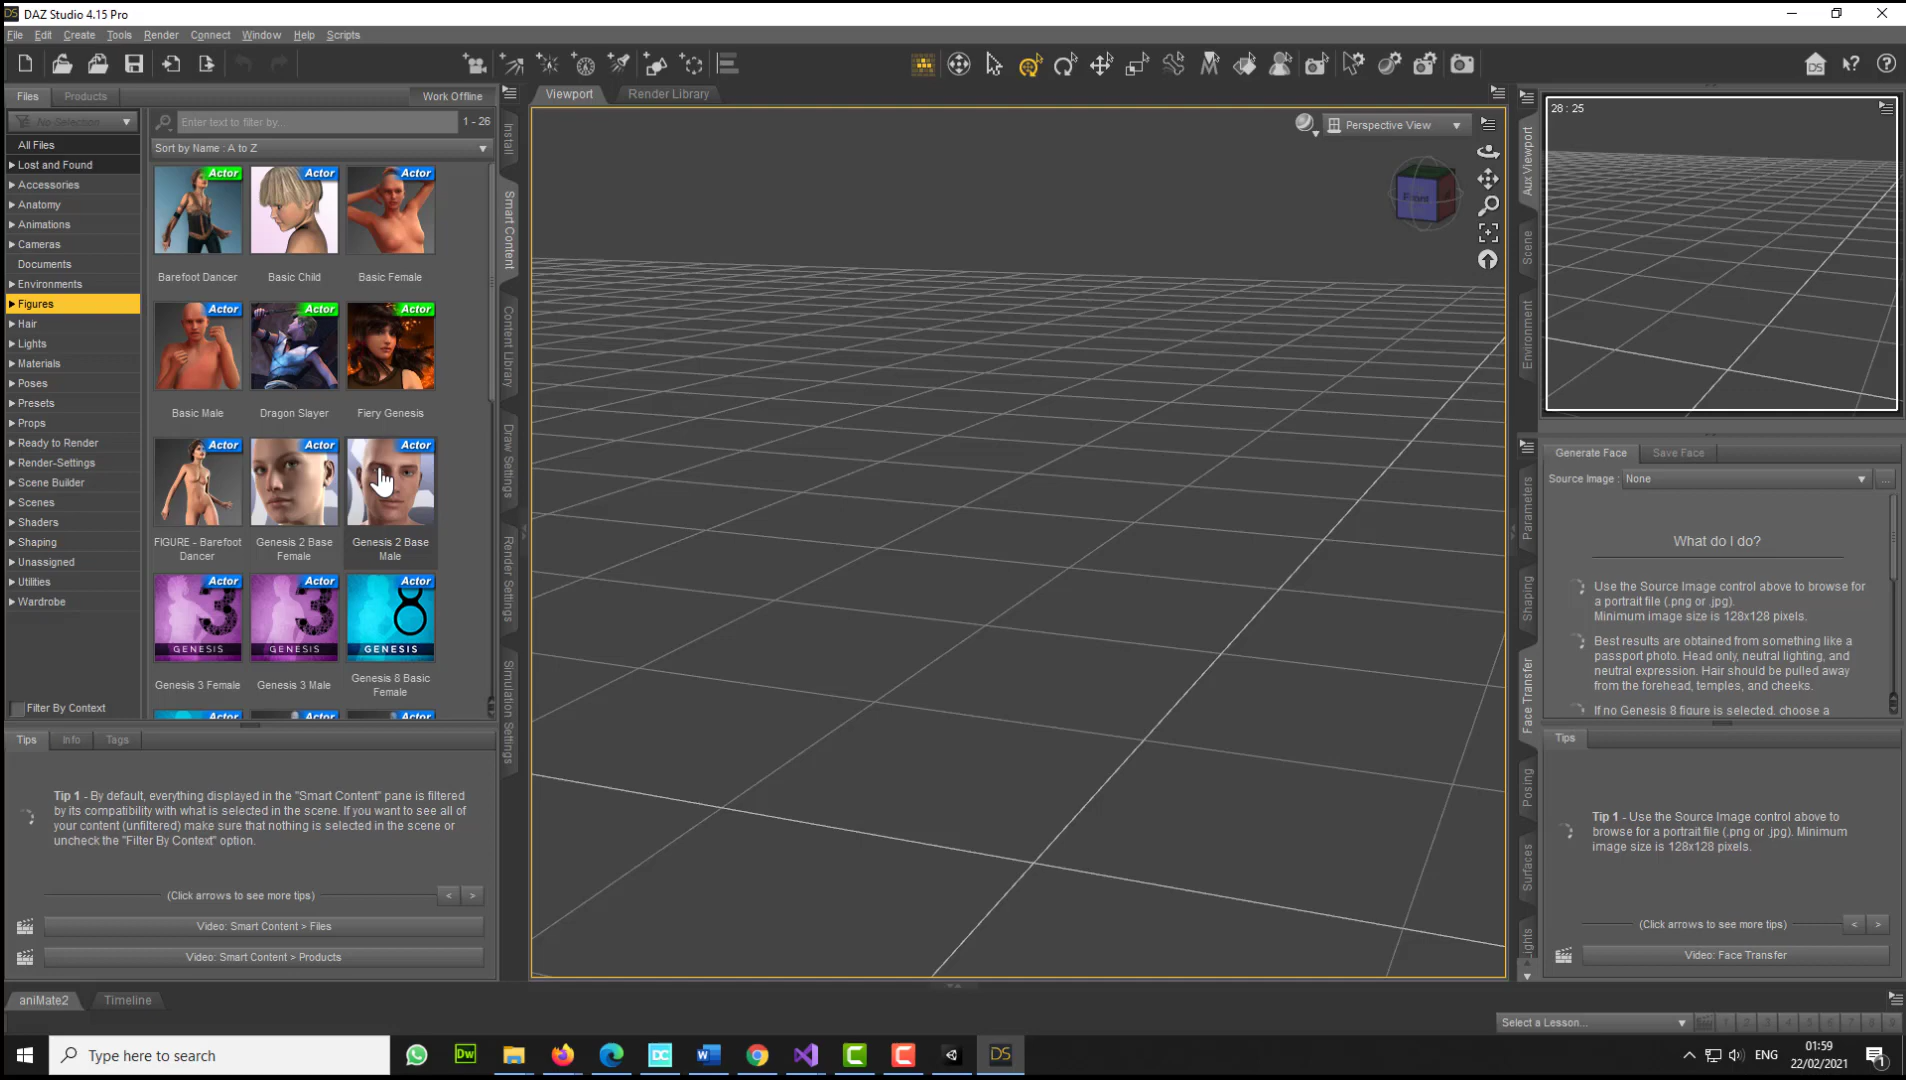 DAZ Studio 4.15 Pro
File Edit Create Tools Render Connect Window Help Scripts
Files Products Work Offline
No Selection
Enter text to filter by... 1 - 26
Sort by Name : A to Z
All Files
Lost and Found
Accessories
Anatomy
Animations
Cameras
Documents
Environments
Figures
Hair
Lights
Materials
Poses
Presets
Props
Ready to Render
Render-Settings
Scene Builder
Scenes
Shaders
Shaping
Unassigned
Utilities
Wardrobe
Filter By Context
Actor Actor Actor
Barefoot Dancer Basic Child Basic Female
Actor Actor Actor
Basic Male Dragon Slayer Fiery Genesis
Actor Actor Actor
FIGURE - Barefoot Dancer
Genesis 2 Base Female
Genesis 2 Base Male
Actor Actor Actor
3 3 8
GENESIS GENESIS GENESIS
Genesis 3 Female Genesis 3 Male Genesis 8 Basic Female
Actor Actor Actor
Install
Smart Content
Content Library
Draw Settings
Render Settings
Simulation Settings
Tips Info Tags
Tip 1 - By default, everything displayed in the "Smart Content" pane is filtered
by its compatibility with what is selected in the scene. If you want to see all of
your content (unfiltered) make sure that nothing is selected in the scene or
uncheck the "Filter By Context" option.
(Click arrows to see more tips) < >
Video: Smart Content > Files
Video: Smart Content > Products
Viewport Render Library
Perspective View
Front
28 : 25
Aux Viewport
Scene
Environment
Parameters
Shaping
Face Transfer
Posing
Surfaces
Lights
Generate Face Save Face
Source Image : None ...
What do I do?
Use the Source Image control above to browse for
a portrait file (.png or .jpg).
Minimum image size is 128x128 pixels.
Best results are obtained from something like a
passport photo. Head only, neutral lighting, and
neutral expression. Hair should be pulled away
from the forehead, temples, and cheeks.
If no Genesis 8 figure is selected, choose a
Tips
Tip 1 - Use the Source Image control above to
browse for a portrait file (.png or .jpg). Minimum
image size is 128x128 pixels.
(Click arrows to see more tips) < >
Video: Face Transfer
aniMate2 Timeline
Select a Lesson... 1 2 3 4 5 6 7 8 9
Type here to search
Dw
DC
DS
ENG
01:59
22/02/2021
1